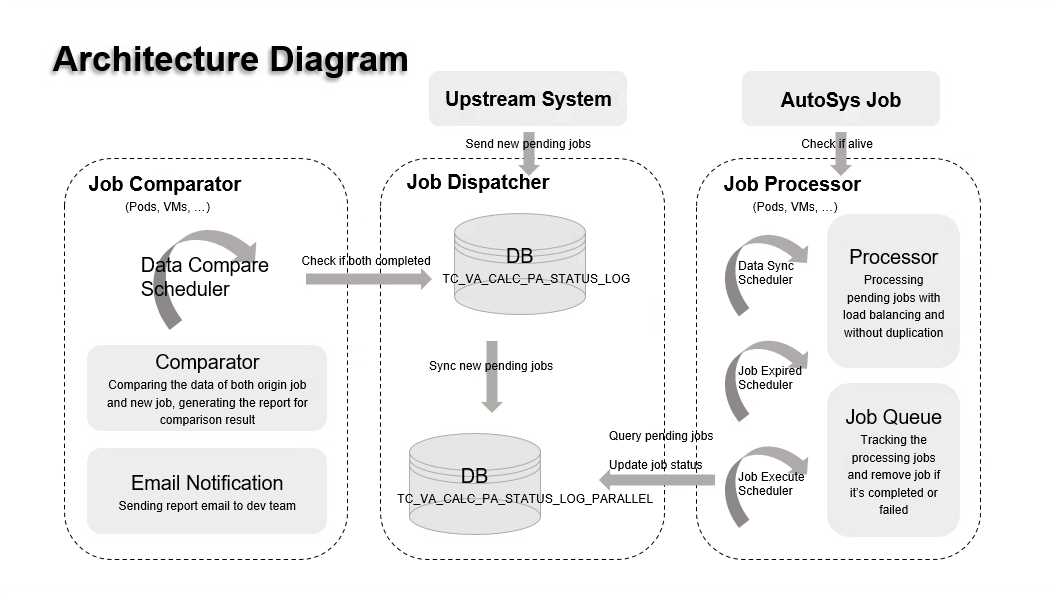 Architecture Diagram
Upstream System
AutoSys Job
Send new pending jobs
Check if alive
Job Comparator
(Pods, VMs, …)
Data Compare
Scheduler
Check if both completed
Comparator
Comparing the data of both origin job
and new job, generating the report for
comparison result
Email Notification
Sending report email to dev team
Job Dispatcher
DB
TC_VA_CALC_PA_STATUS_LOG
Sync new pending jobs
DB
TC_VA_CALC_PA_STATUS_LOG_PARALLEL
Query pending jobs
Update job status
Job Processor
(Pods, VMs, …)
Data Sync
Scheduler
Job Expired
Scheduler
Job Execute
Scheduler
Processor
Processing
pending jobs with
load balancing and
without duplication
Job Queue
Tracking the
processing jobs
and remove job if
it's completed or
failed